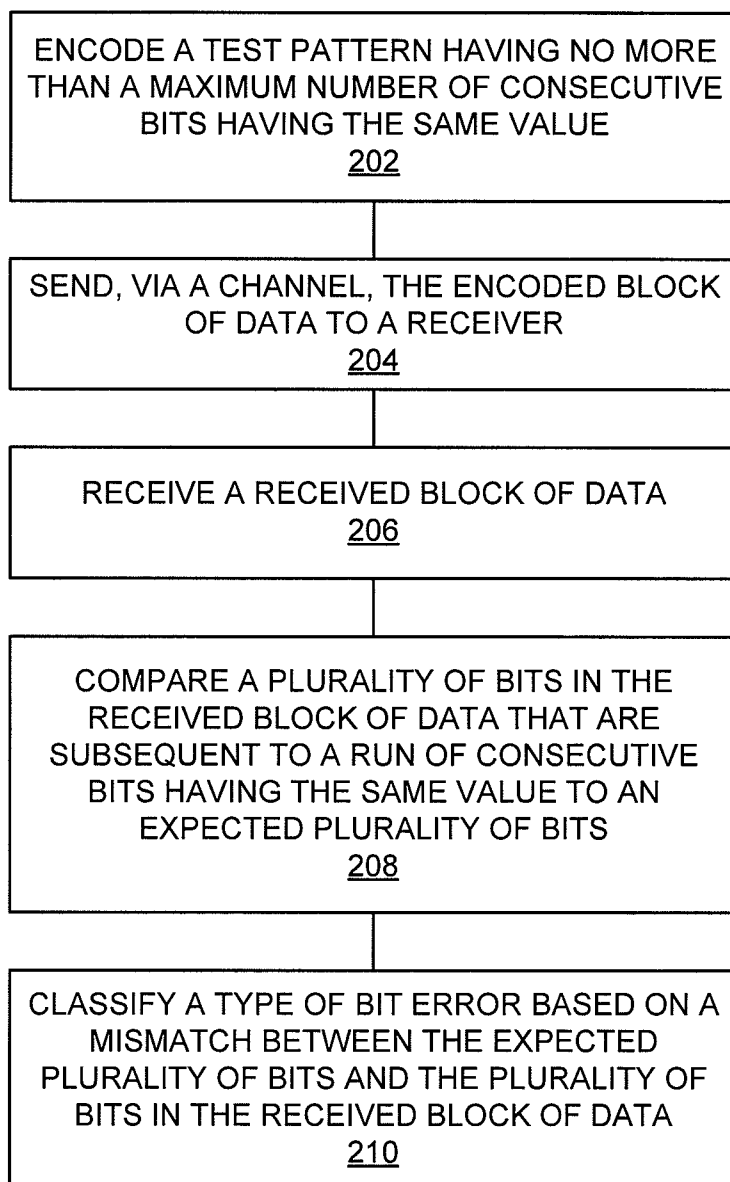 ENCODE A TEST PATTERN HAVING NO MORE
THAN A MAXIMUM NUMBER OF CONSECUTIVE
BITS HAVING THE SAME VALUE
202
SEND, VIA A CHANNEL, THE ENCODED BLOCK
OF DATA TO A RECEIVER
204
RECEIVE A RECEIVED BLOCK OF DATA
206
COMPARE A PLURALITY OF BITS IN THE
RECEIVED BLOCK OF DATA THAT ARE
SUBSEQUENT TO A RUN OF CONSECUTIVE
BITS HAVING THE SAME VALUE TO AN
EXPECTED PLURALITY OF BITS
208
CLASSIFY A TYPE OF BIT ERROR BASED ON A
MISMATCH BETWEEN THE EXPECTED
PLURALITY OF BITS AND THE PLURALITY OF
BITS IN THE RECEIVED BLOCK OF DATA
210